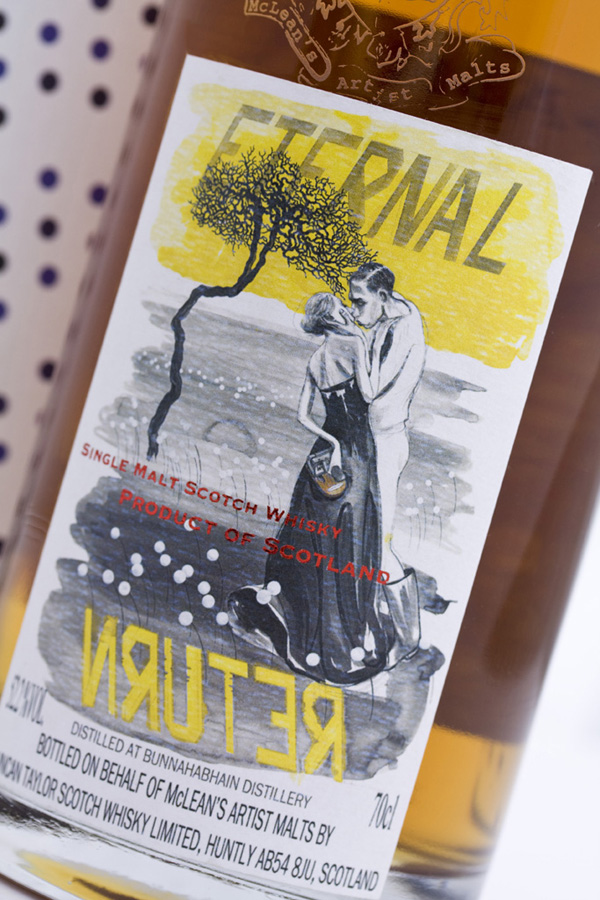 McLean's
Artist
Malts
ETERNAL
SINGLE MALT SCOTCH WHISKY
PRODUCT OF SCOTLAND
RETURN
DISTILLED AT BUNNAHABHAIN DISTILLERY
BOTTLED ON BEHALF OF McLEAN'S ARTIST MALTS BY
NCAN TAYLOR SCOTCH WHISKY LIMITED, HUNTLY AB54 8JU, SCOTLAND
70cl